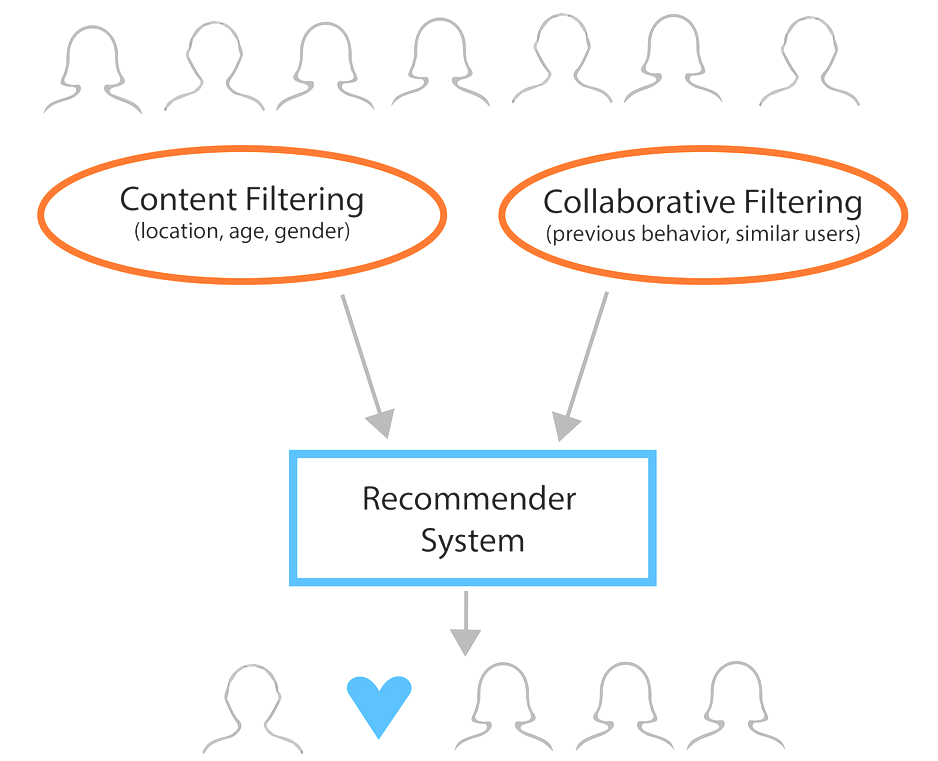 Content Filtering
(location, age, gender)
Collaborative Filtering
(previous behavior, similar users)
Recommender
System